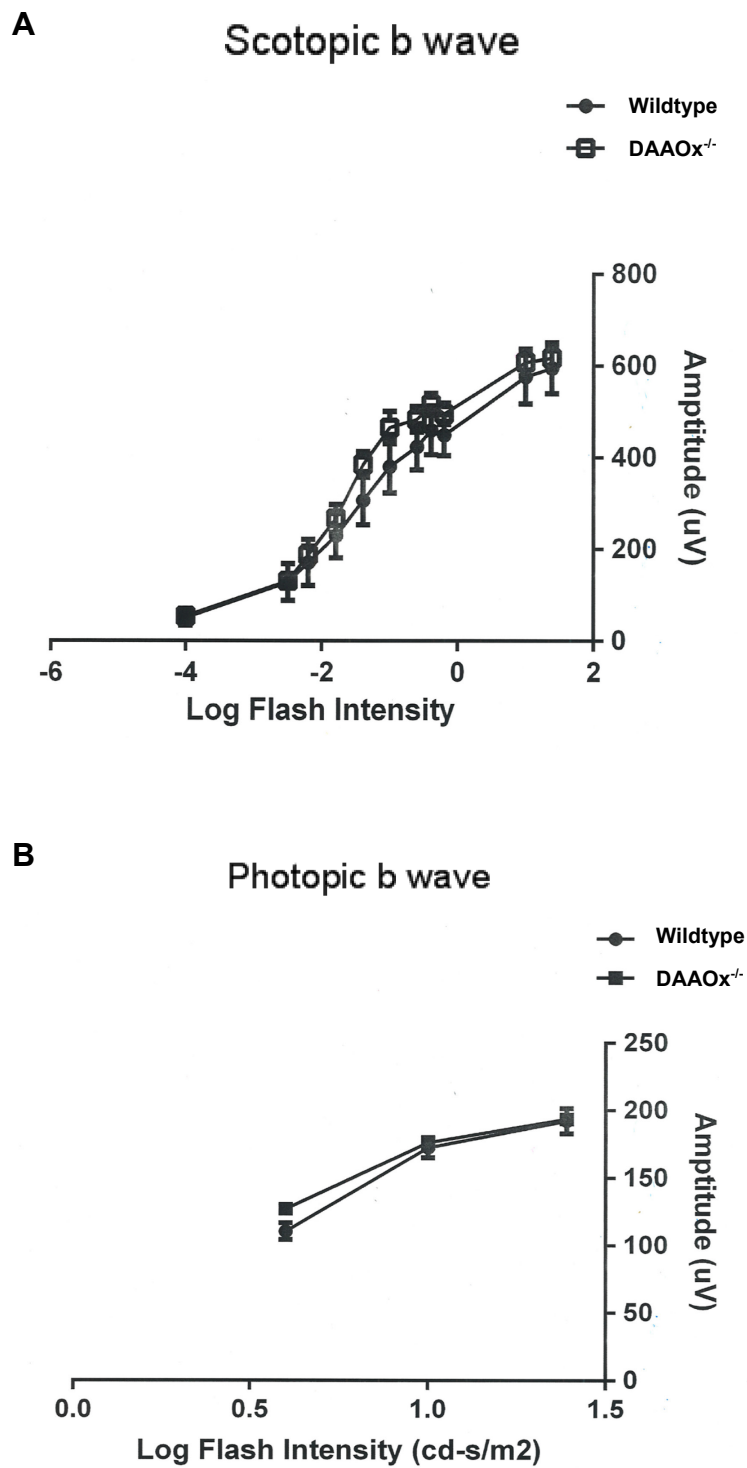 A
Scotopic b wave
Wildtype
DAAOx-/-
800
600
400
200
0
Amptitude (uV)
-6 -4 -2 0 2
Log Flash Intensity
B
Photopic b wave
Wildtype
DAAOx-/-
250
200
150
100
50
0
Amptitude (uV)
0.0 0.5 1.0 1.5
Log Flash Intensity (cd-s/m2)